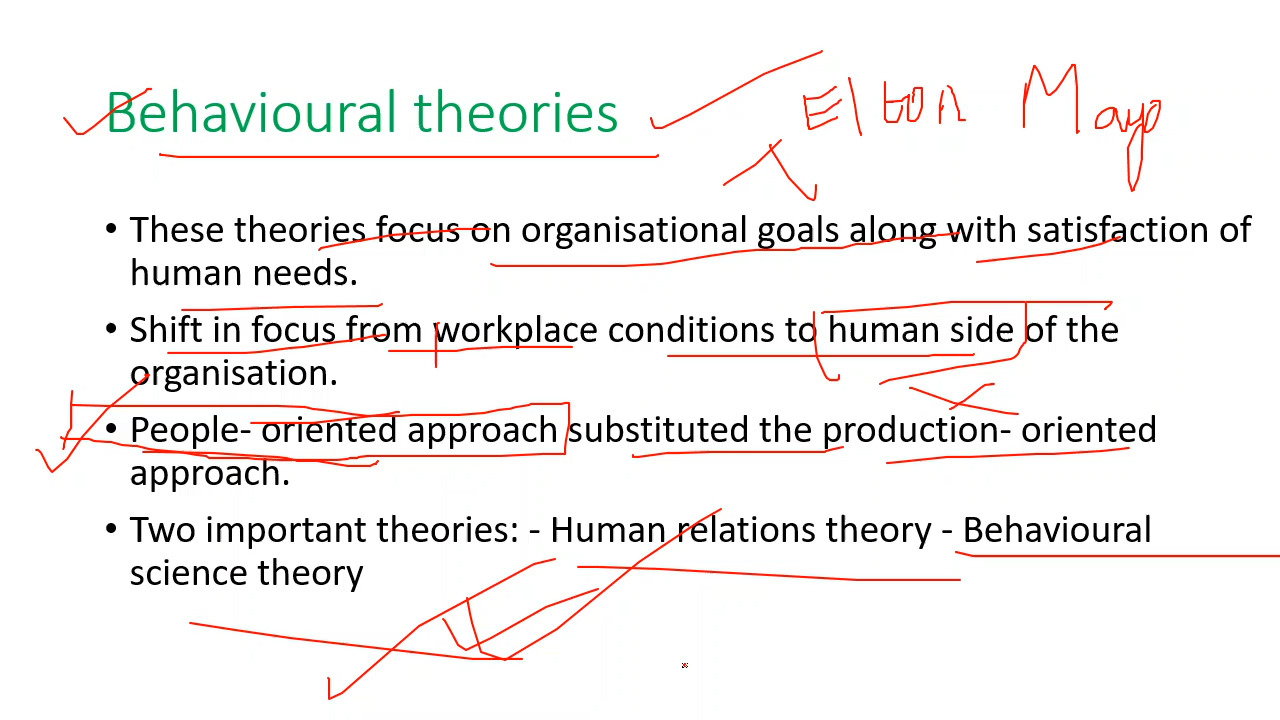 Behavioural theories
Elton Mayo
• These theories focus on organisational goals along with satisfaction of
human needs.
• Shift in focus from workplace conditions to human side of the
organisation.
• People- oriented approach substituted the production- oriented
approach.
• Two important theories: - Human relations theory - Behavioural
science theory